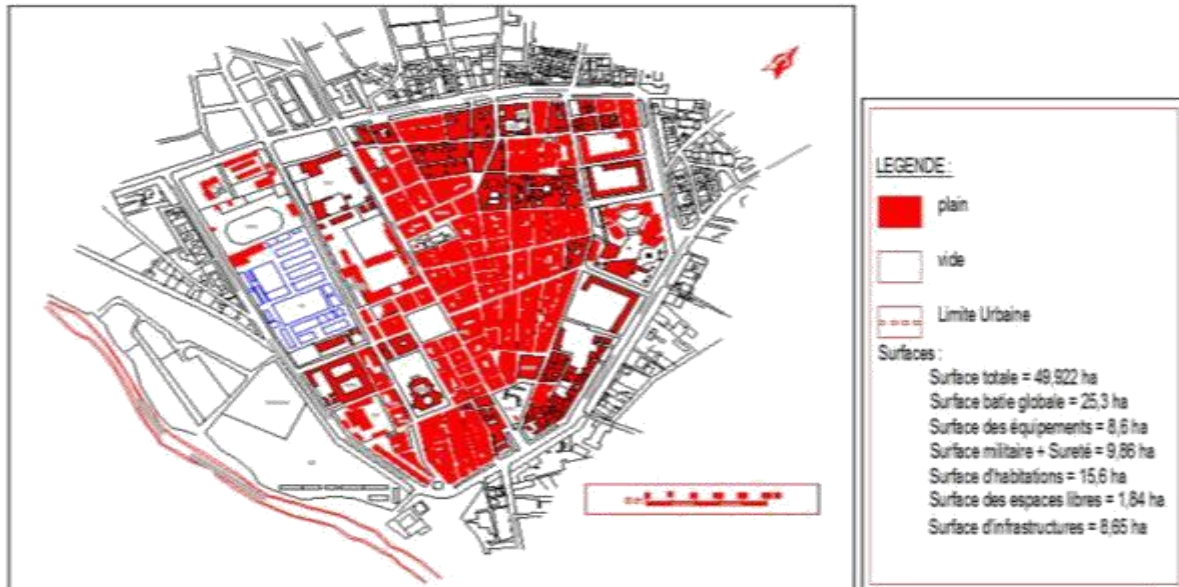 LEGENDE :
plain
vide
Limite Urbaine
Surfaces :
Surface totale = 49,922 ha
Surface batie globale = 25,3 ha
Surface des équipements = 8,6 ha
Surface militaire + Sureté = 9,86 ha
Surface d'habitations = 15,6 ha
Surface des espaces libres = 1,84 ha
Surface d'infrastructures = 8,65 ha